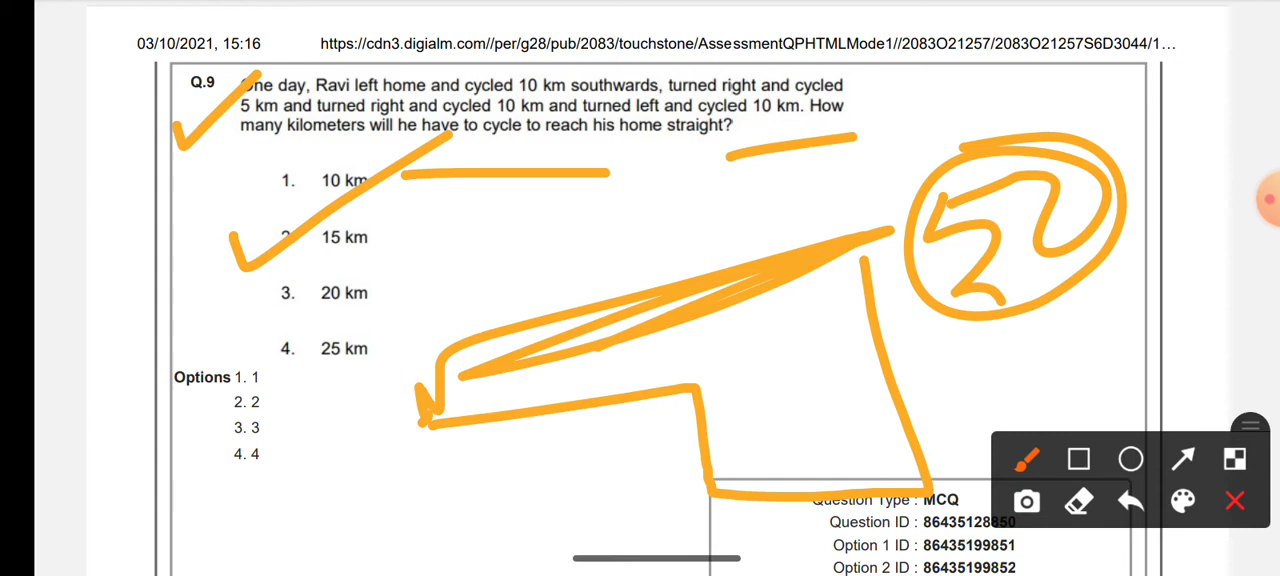 03/10/2021, 15:16 https://cdn3.digialm.com//per/g28/pub/2083/touchstone/AssessmentQPHTMLMode1//2083O21257/2083O21257S6D3044/1…
Q.9 One day, Ravi left home and cycled 10 km southwards, turned right and cycled
5 km and turned right and cycled 10 km and turned left and cycled 10 km. How
many kilometers will he have to cycle to reach his home straight?
1. 10 km
2. 15 km
3. 20 km
4. 25 km
Options 1. 1
2. 2
3. 3
4. 4
Question Type : MCQ
Question ID : 86435128850
Option 1 ID : 86435199851
Option 2 ID : 86435199852